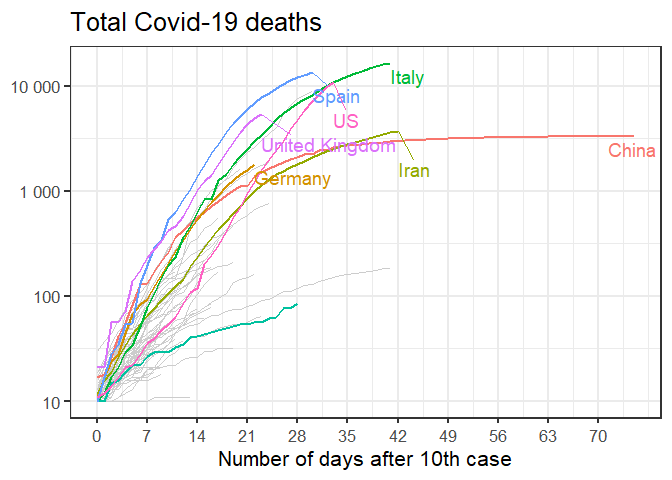 Total Covid-19 deaths
10 000
Italy
Spain
US
United Kingdom
China
Iran
Germany
1 000
100
10
0 7 14 21 28 35 42 49 56 63 70
Number of days after 10th case